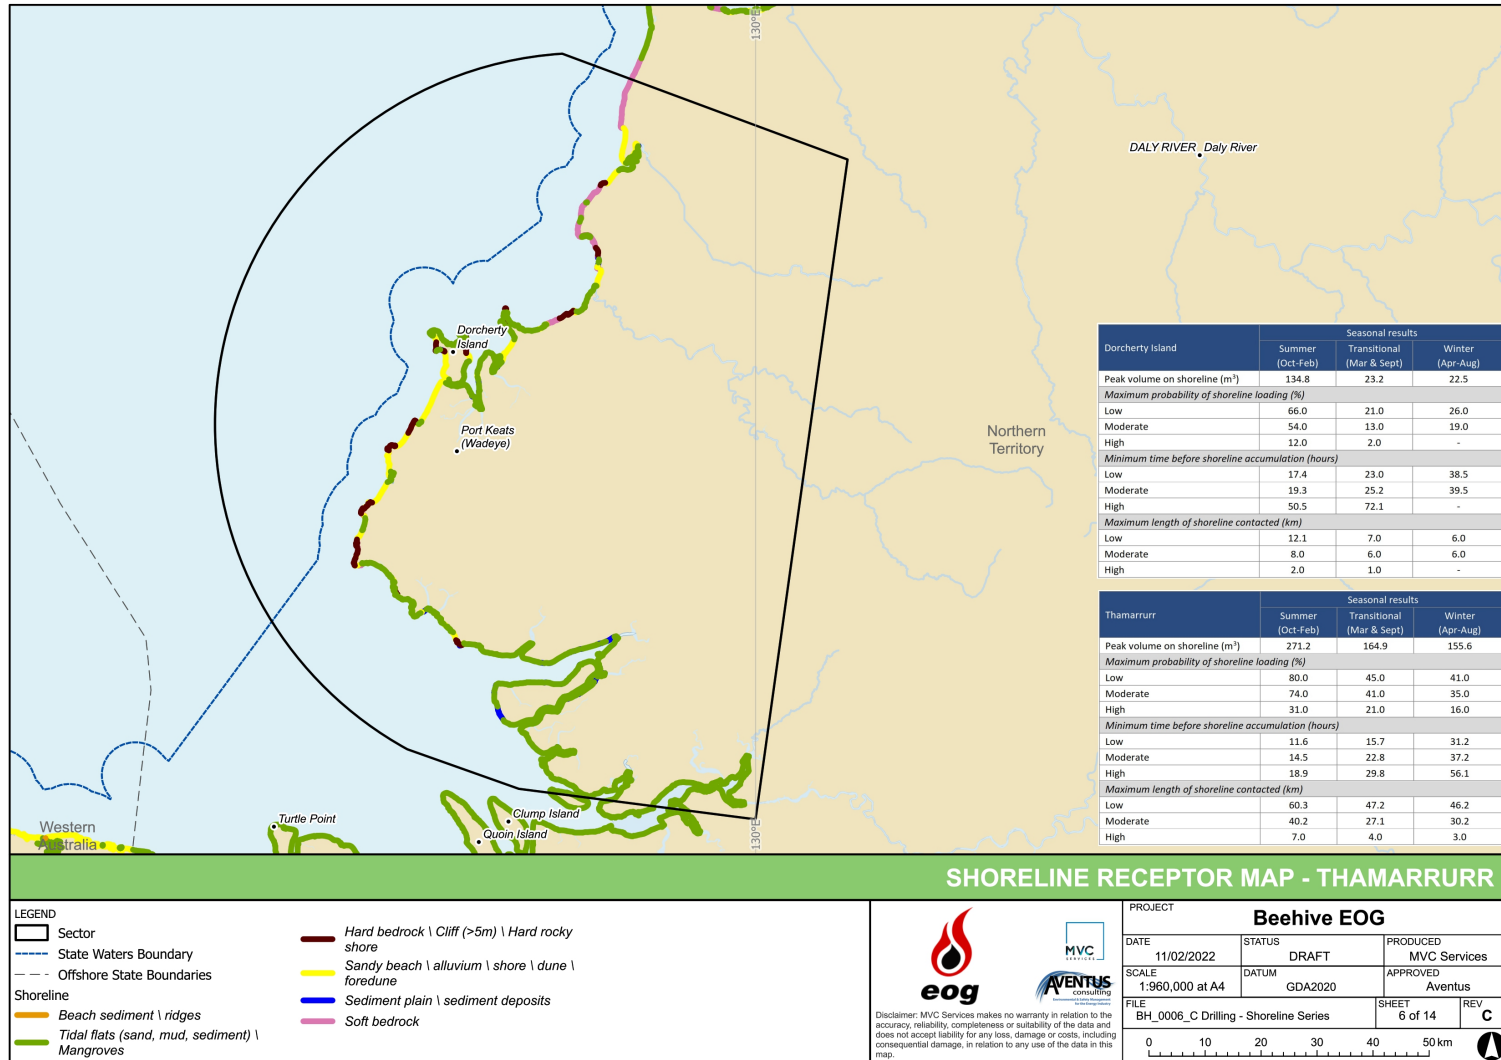 130°E
DALY RIVER Daly River
Dorcherty
Island
Port Keats
(Wadeye)
Northern
Territory
Turtle Point
Clump Island
Quoin Island
Western
Australia
130°E
Dorcherty Island Seasonal results
Summer (Oct-Feb) Transitional (Mar & Sept) Winter (Apr-Aug)
Peak volume on shoreline (m³) 134.8 23.2 22.5
Maximum probability of shoreline loading (%)
Low 66.0 21.0 26.0
Moderate 54.0 13.0 19.0
High 12.0 2.0 -
Minimum time before shoreline accumulation (hours)
Low 17.4 23.0 38.5
Moderate 19.3 25.2 39.5
High 50.5 72.1 -
Maximum length of shoreline contacted (km)
Low 12.1 7.0 6.0
Moderate 8.0 6.0 6.0
High 2.0 1.0 -
Thamarrurr Seasonal results
Summer (Oct-Feb) Transitional (Mar & Sept) Winter (Apr-Aug)
Peak volume on shoreline (m³) 271.2 164.9 155.6
Maximum probability of shoreline loading (%)
Low 80.0 45.0 41.0
Moderate 74.0 41.0 35.0
High 31.0 21.0 16.0
Minimum time before shoreline accumulation (hours)
Low 11.6 15.7 31.2
Moderate 14.5 22.8 37.2
High 18.9 29.8 56.1
Maximum length of shoreline contacted (km)
Low 60.3 47.2 46.2
Moderate 40.2 27.1 30.2
High 7.0 4.0 3.0
SHORELINE RECEPTOR MAP - THAMARRURR
LEGEND
Sector
State Waters Boundary
Offshore State Boundaries
Shoreline
Beach sediment \ ridges
Tidal flats (sand, mud, sediment) \
Mangroves
Hard bedrock \ Cliff (>5m) \ Hard rocky
shore
Sandy beach \ alluvium \ shore \ dune \
foredune
Sediment plain \ sediment deposits
Soft bedrock
eog
MVC
SERVICES
AVENTUS
consulting
Environmental & Safety Management
for the Energy Industry
Disclaimer: MVC Services makes no warranty in relation to the
accuracy, reliability, completeness or suitability of the data and
does not accept liability for any loss, damage or costs, including
consequential damage, in relation to any use of the data in this
map.
PROJECT
Beehive EOG
DATE STATUS PRODUCED
11/02/2022 DRAFT MVC Services
SCALE DATUM APPROVED
1:960,000 at A4 GDA2020 Aventus
FILE SHEET REV
BH_0006_C Drilling - Shoreline Series 6 of 14 C
0 10 20 30 40 50 km